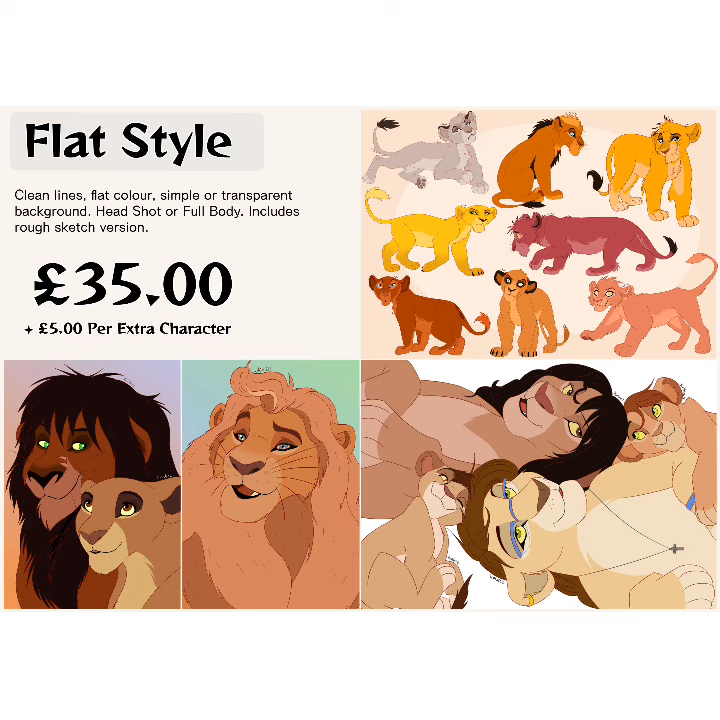 Flat Style
Clean lines, flat colour, simple or transparent
background. Head Shot or Full Body. Includes
rough sketch version.
£35.00
+ £5.00 Per Extra Character